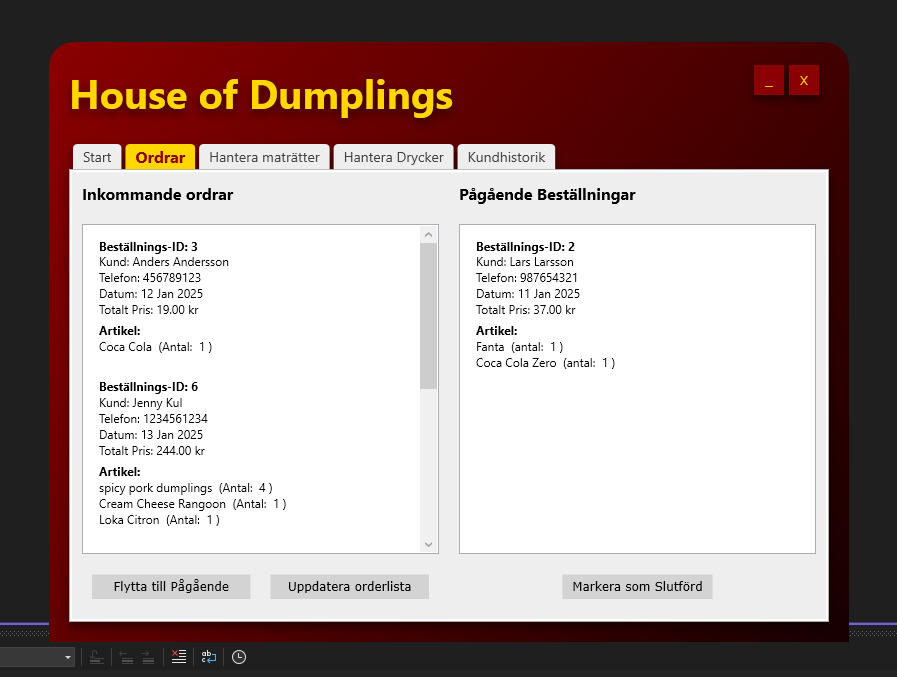 House of Dumplings
_ X
Start Ordrar Hantera maträtter Hantera Drycker Kundhistorik
Inkommande ordrar
Beställnings-ID: 3
Kund: Anders Andersson
Telefon: 456789123
Datum: 12 Jan 2025
Totalt Pris: 19.00 kr
Artikel:
Coca Cola (Antal: 1 )
Beställnings-ID: 6
Kund: Jenny Kul
Telefon: 1234561234
Datum: 13 Jan 2025
Totalt Pris: 244.00 kr
Artikel:
spicy pork dumplings (Antal: 4 )
Cream Cheese Rangoon (Antal: 1 )
Loka Citron (Antal: 1 )
Flytta till Pågående
Uppdatera orderlista
Pågående Beställningar
Beställnings-ID: 2
Kund: Lars Larsson
Telefon: 987654321
Datum: 11 Jan 2025
Totalt Pris: 37.00 kr
Artikel:
Fanta (antal: 1 )
Coca Cola Zero (antal: 1 )
Markera som Slutförd